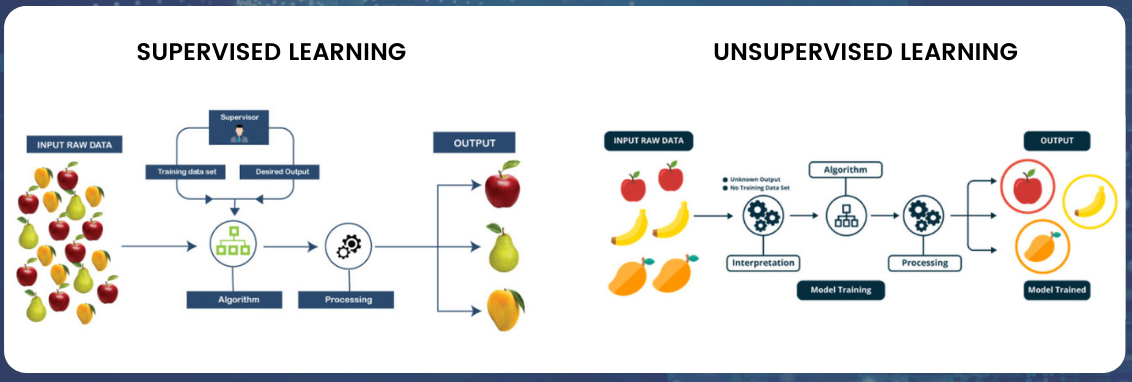 SUPERVISED LEARNING
Supervisor
INPUT RAW DATA
Training data set
Desired Output
OUTPUT
Algorithm
Processing
UNSUPERVISED LEARNING
INPUT RAW DATA
Unknown Output
No Training Data Set
Interpretation
Algorithm
Processing
Model Training
OUTPUT
Model Trained